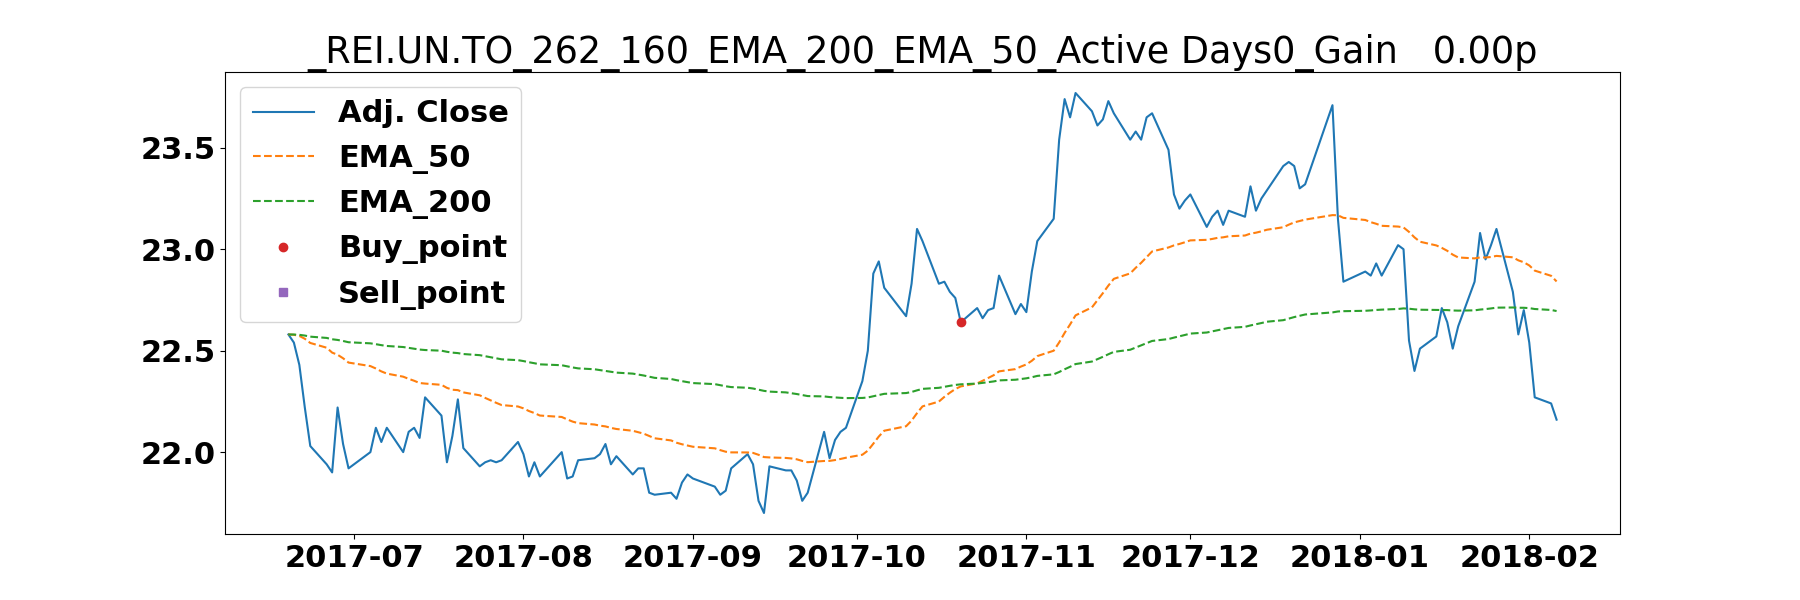 _REI.UN.TO_262_160_EMA_200_EMA_50_Active Days0_Gain   0.00p
Adj. Close
EMA_50
EMA_200
Buy_point
Sell_point
23.5
23.0
22.5
22.0
2017-07 2017-08 2017-09 2017-10 2017-11 2017-12 2018-01 2018-02